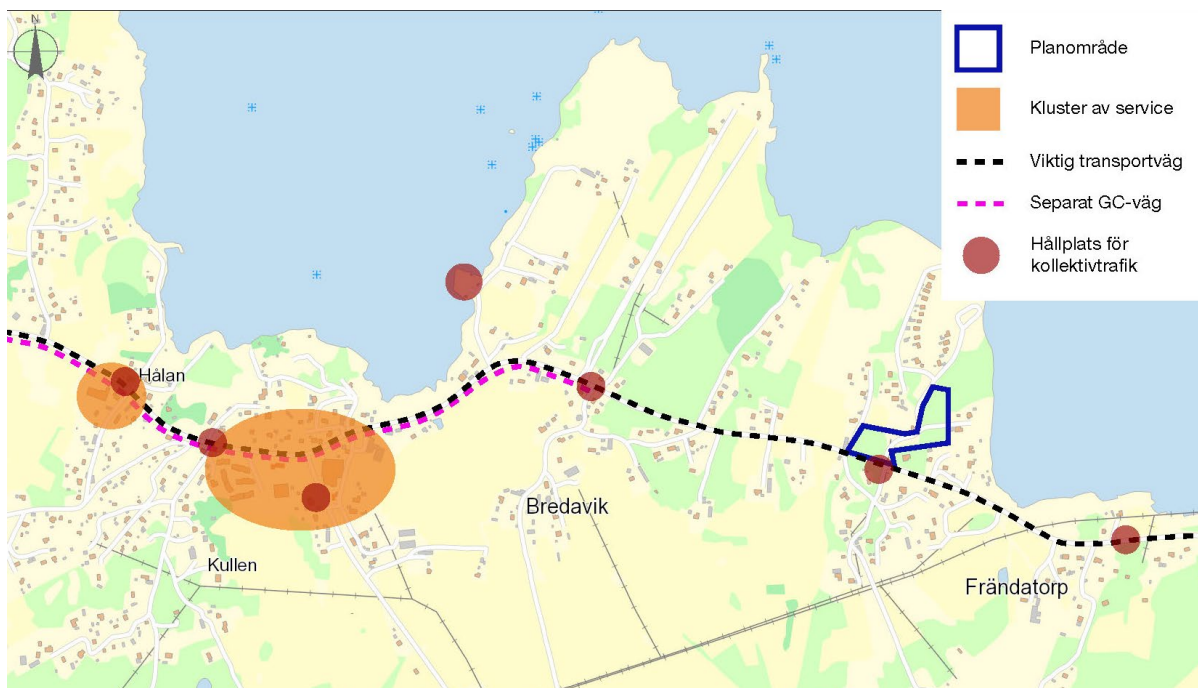 N
Planområde
Kluster av service
Viktig transportväg
Separat GC-väg
Hållplats för
kollektivtrafik
Hålan
Bredavik
Kullen
Frändatorp